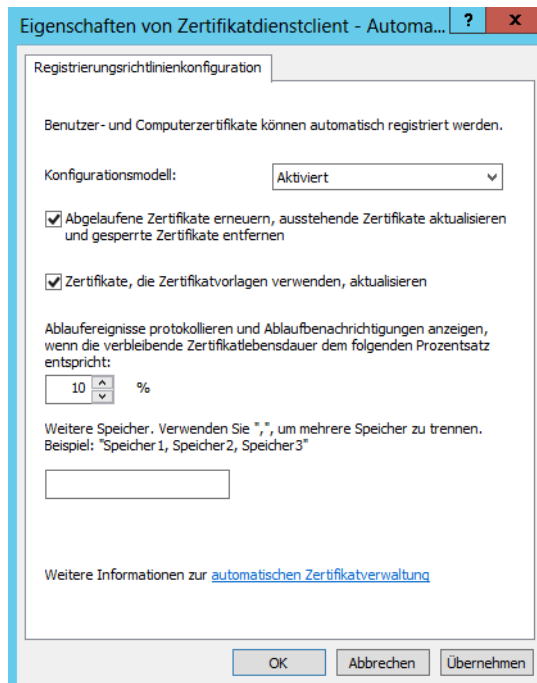 Eigenschaften von Zertifikatdienstclient - Automa...
?
x
Registrierungsrichtlinienkonfiguration
Benutzer- und Computerzertifikate können automatisch registriert werden.
Konfigurationsmodell:
Aktiviert
Abgelaufene Zertifikate erneuern, ausstehende Zertifikate aktualisieren
und gesperrte Zertifikate entfernen
Zertifikate, die Zertifikatvorlagen verwenden, aktualisieren
Ablaufereignisse protokollieren und Ablaufbenachrichtigungen anzeigen,
wenn die verbleibende Zertifikatlebensdauer dem folgenden Prozentsatz
entspricht:
10 %
Weitere Speicher. Verwenden Sie ",", um mehrere Speicher zu trennen.
Beispiel: "Speicher1, Speicher2, Speicher3"
Weitere Informationen zur automatischen Zertifikatverwaltung
OK Abbrechen Übernehmen